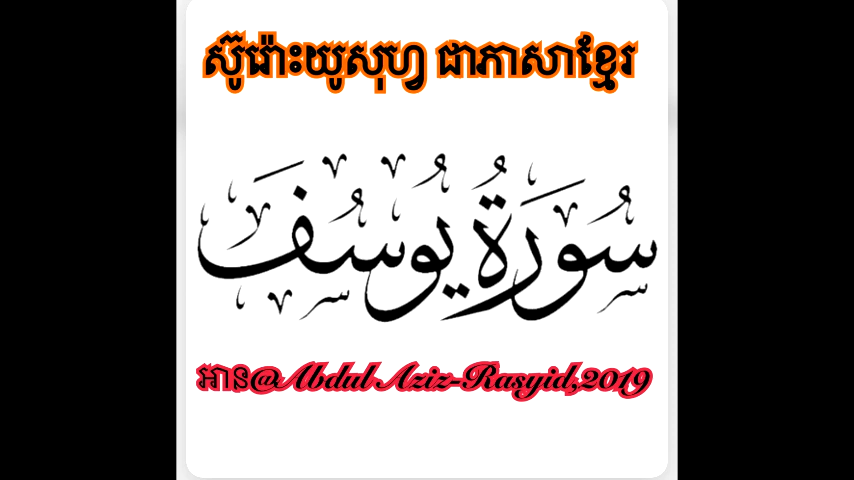 ស៊ូរ៉ោះយូសុហ្វ ជាភាសាខ្មែរ
سُورَةُ يُوسُفَ
អាន@Abdul Aziz-Rasyid,2019